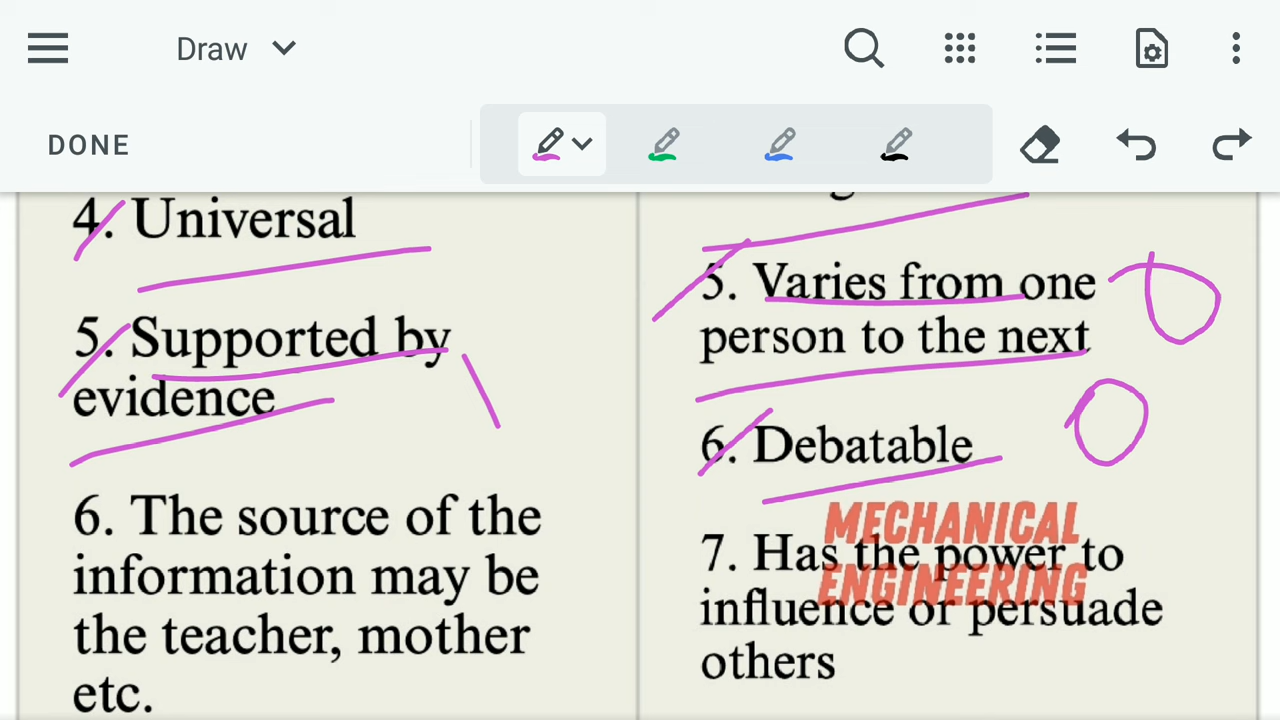 Draw
DONE
4. Universal
5. Supported by
evidence
6. The source of the
information may be
the teacher, mother
etc.
5. Varies from one
person to the next
6. Debatable
7. Has the power to
influence or persuade
others
MECHANICAL
ENGINEERING